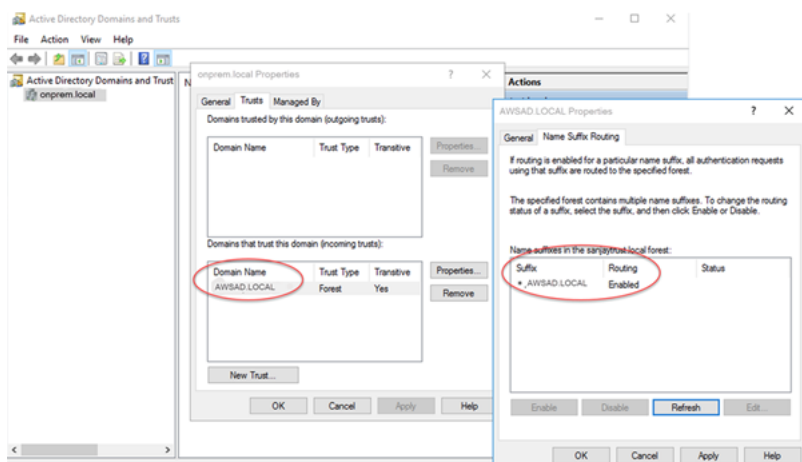 Active Directory Domains and Trusts
File Action View Help
Active Directory Domains and Trust
onprem.local
N
onprem.local Properties
General Trusts Managed By
Domains trusted by this domain (outgoing trusts):
Domain Name Trust Type Transitive
Properties...
Remove
Domains that trust this domain (incoming trusts):
Domain Name Trust Type Transitive
AWSAD.LOCAL Forest Yes
Properties...
Remove
New Trust...
OK Cancel Apply Help
Actions
AWSAD.LOCAL Properties
General Name Suffix Routing
If routing is enabled for a particular name suffix, all authentication requests
using that suffix are routed to the specified forest.
The specified forest contains multiple name suffixes. To change the routing
status of a suffix, select the suffix, and then click Enable or Disable.
Name suffixes in the sanjaytrust.local forest:
Suffix Routing Status
*.AWSAD.LOCAL Enabled
Enable Disable Refresh Edit...
OK Cancel Apply Help